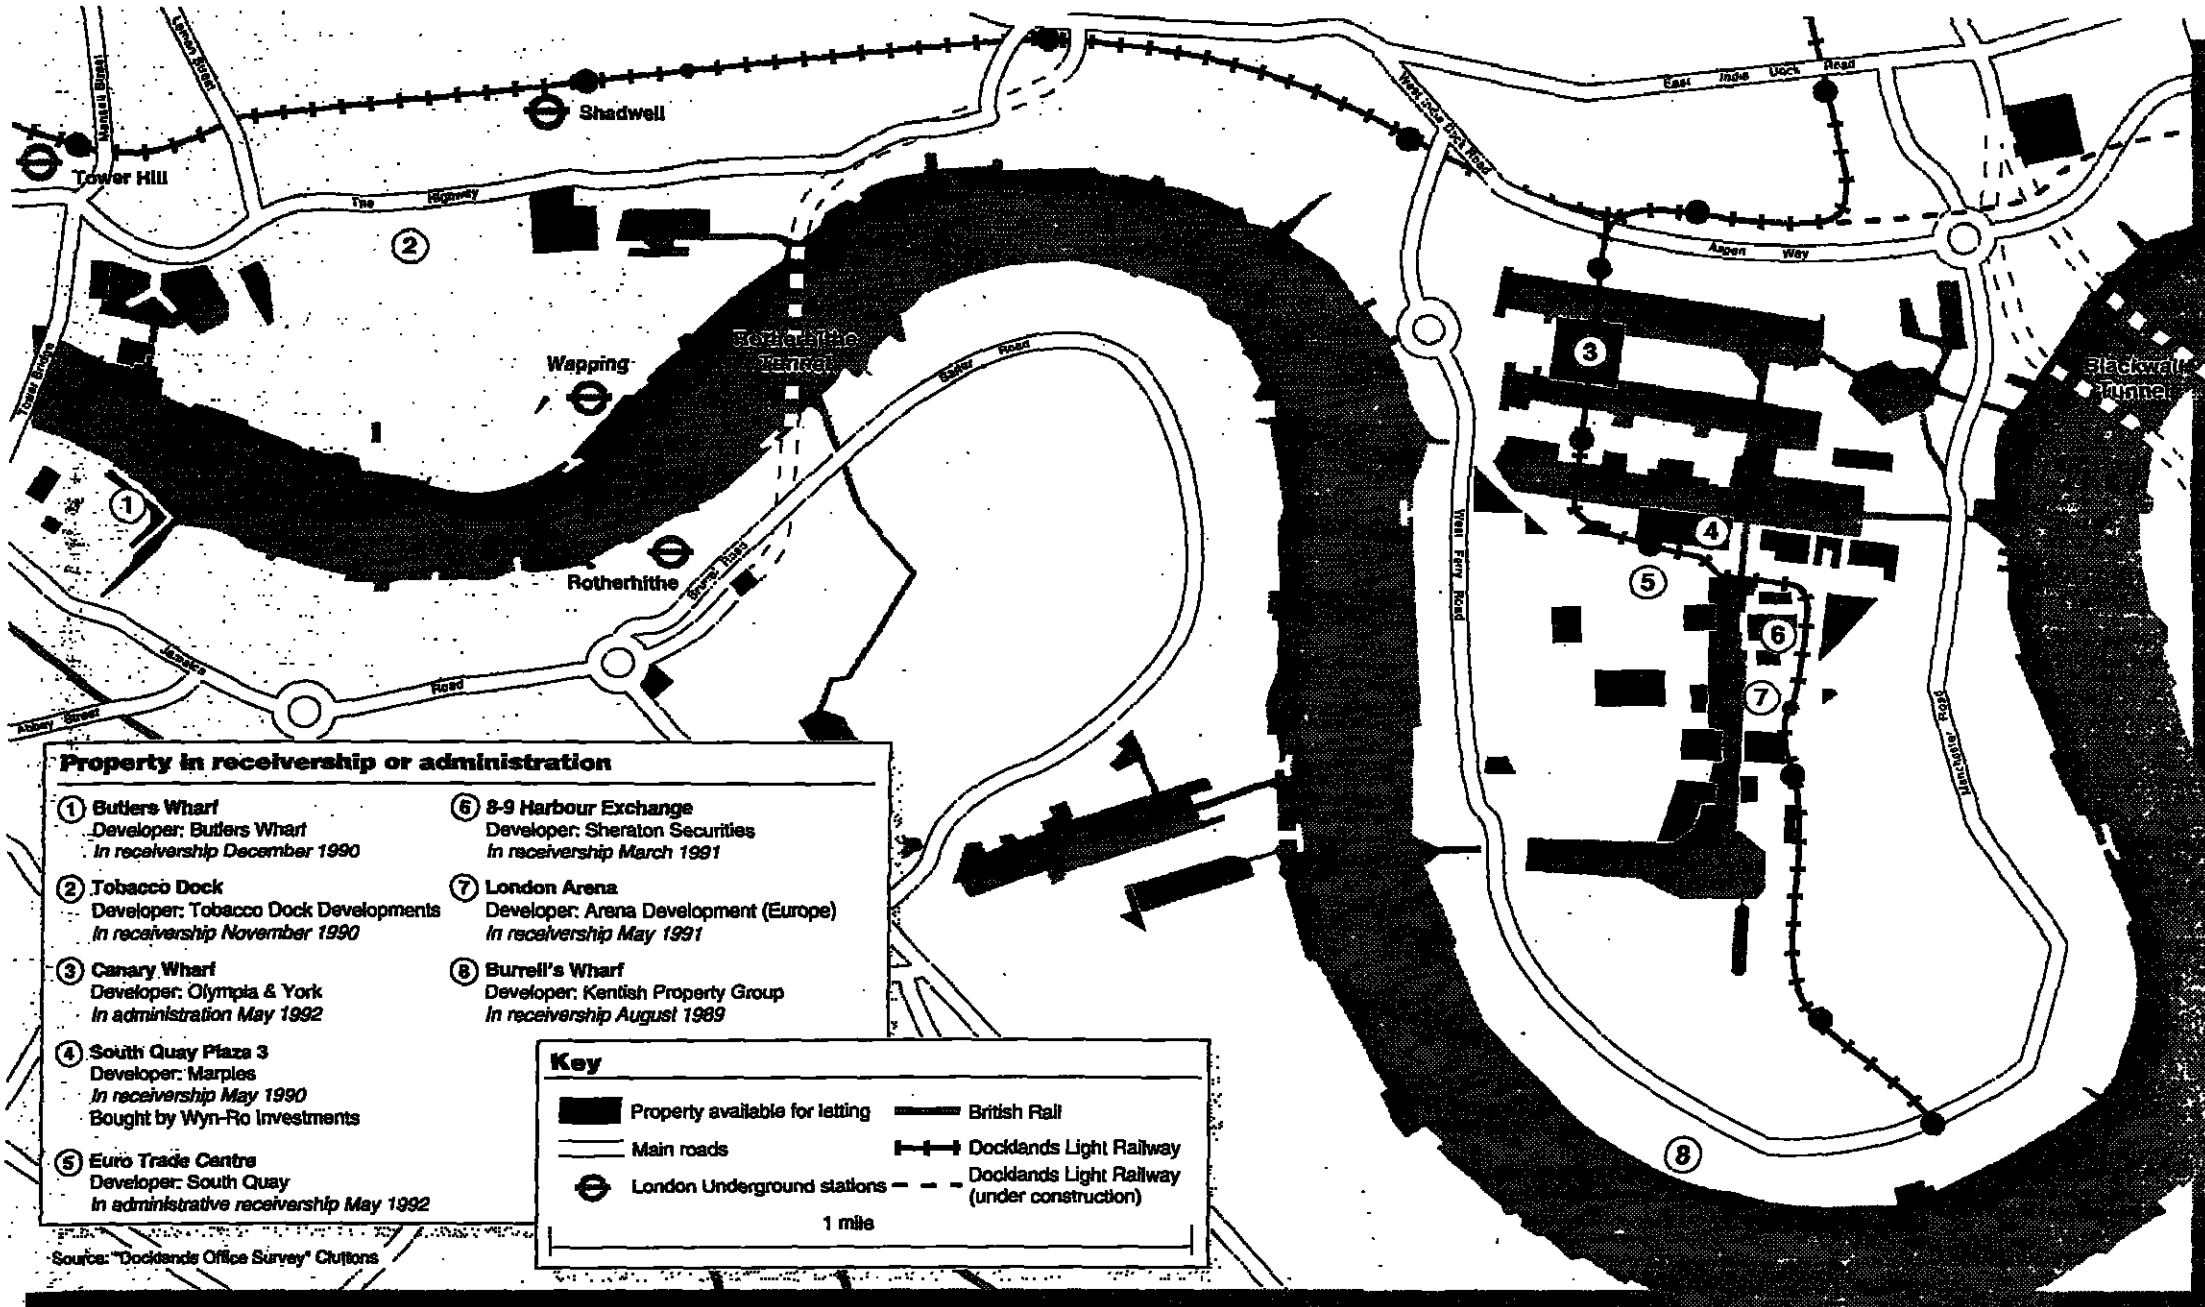 Mansell Street
Leman Street
Shadwell
Tower Hill
The Highway
2
Tower Bridge
Wapping
Rotherhithe
Tunnel
Salter Road
1
Rotherhithe
Brunel Road
Jamaica Road
Abbey Street
East India Dock Road
West India Dock Road
Aspen Way
3
Blackwall
Tunnel
4
5
West Ferry Road
6
7
Manchester Road
8
Property in receivership or administration
1 Butlers Wharf
Developer: Butlers Wharf
In receivership December 1990
2 Tobacco Dock
Developer: Tobacco Dock Developments
In receivership November 1990
3 Canary Wharf
Developer: Olympia & York
In administration May 1992
4 South Quay Plaza 3
Developer: Marples
In receivership May 1990
Bought by Wyn-Ro Investments
5 Euro Trade Centre
Developer: South Quay
In administrative receivership May 1992
6 8-9 Harbour Exchange
Developer: Sheraton Securities
In receivership March 1991
7 London Arena
Developer: Arena Development (Europe)
In receivership May 1991
8 Burrell's Wharf
Developer: Kentish Property Group
In receivership August 1989
Key
Property available for letting
Main roads
London Underground stations
British Rail
Docklands Light Railway
Docklands Light Railway
(under construction)
1 mile
Source: "Docklands Office Survey" Cluttons